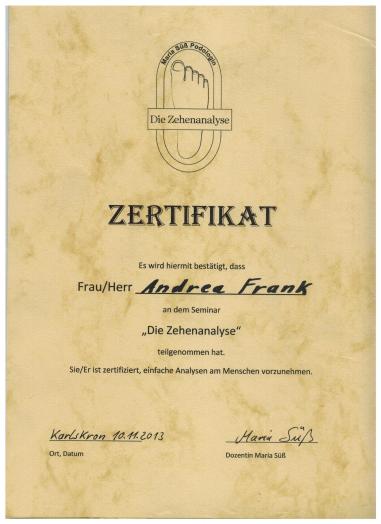 Maria Süß Podologin
Die Zehenanalyse
ZERTIFIKAT
Es wird hiermit bestätigt, dass
Frau/Herr Andrea Frank
an dem Seminar
„Die Zehenanalyse“
teilgenommen hat.
Sie/Er ist zertifiziert, einfache Analysen am Menschen vorzunehmen.
Karlskron 10.11.2013 Maria Süß
Ort, Datum Dozentin Maria Süß